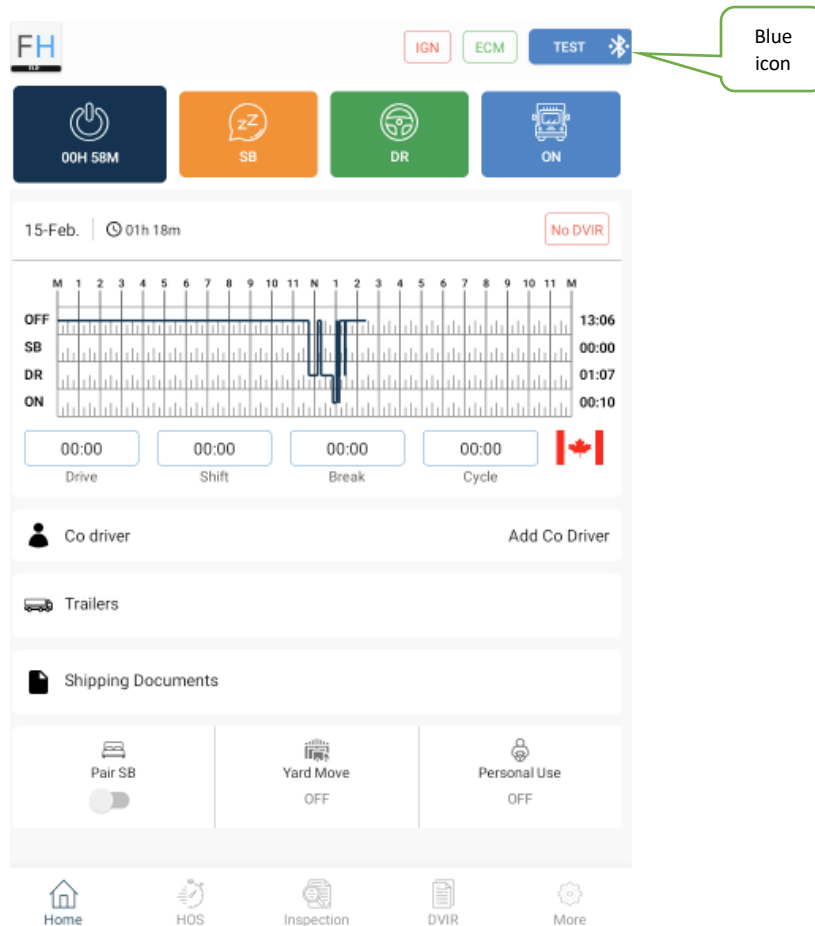 FH
ELD
IGN
ECM
TEST
Blue
icon
00H 58M
SB
DR
ON
15-Feb.
01h 18m
No DVIR
M 1 2 3 4 5 6 7 8 9 10 11 N 1 2 3 4 5 6 7 8 9 10 11 M
OFF 13:06
SB 00:00
DR 01:07
ON 00:10
00:00 00:00 00:00 00:00
Drive Shift Break Cycle
Co driver Add Co Driver
Trailers
Shipping Documents
Pair SB Yard Move Personal Use
OFF OFF
Home HOS Inspection DVIR More